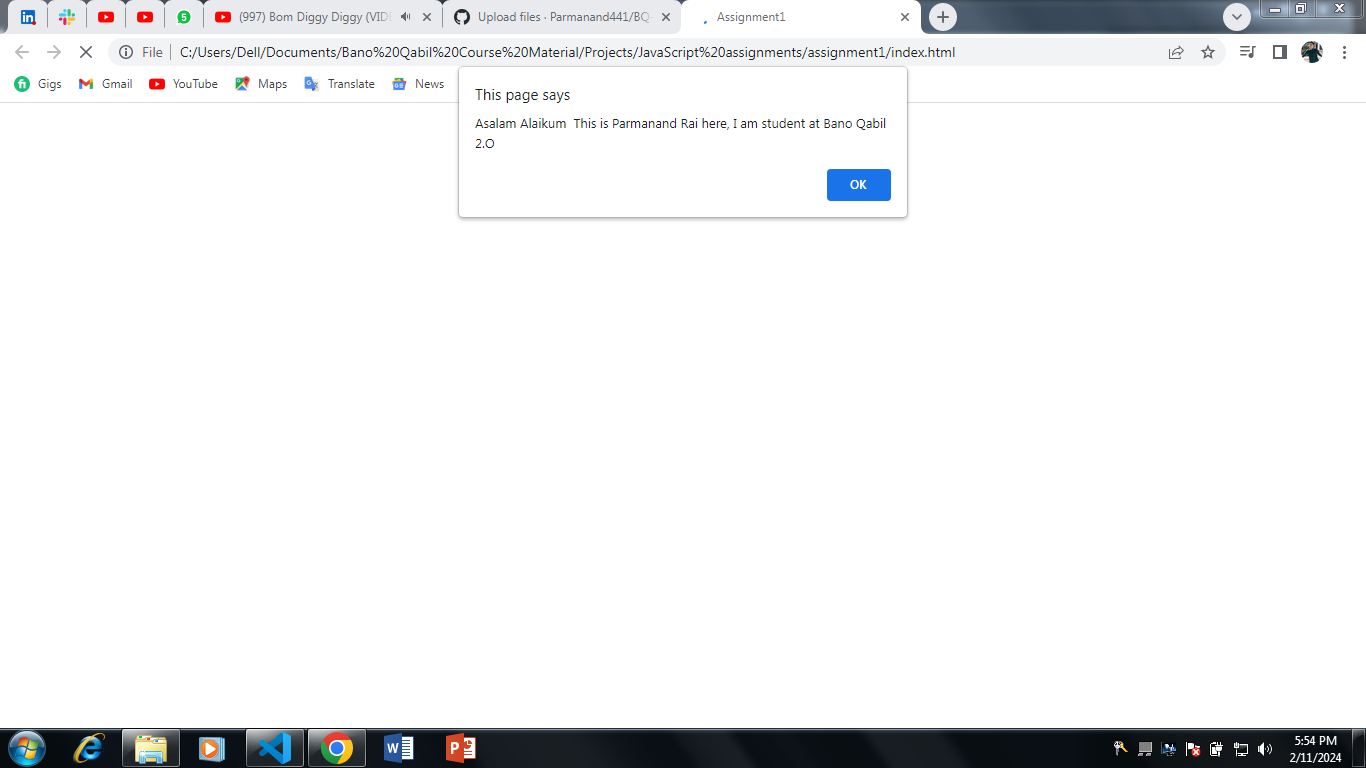 (997) Bom Diggy Diggy (VID
Upload files · Parmanand441/BQ
Assignment1
File
C:/Users/Dell/Documents/Bano%20Qabil%20Course%20Material/Projects/JavaScript%20assignments/assignment1/index.html
Gigs Gmail YouTube Maps Translate News
This page says
Asalam Alaikum  This is Parmanand Rai here, I am student at Bano Qabil
2.O
OK
5:54 PM
2/11/2024